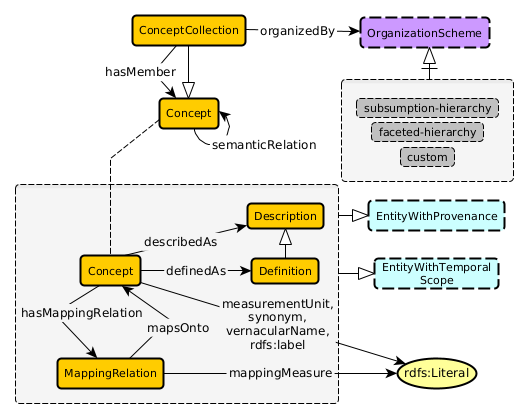 ConceptCollection
organizedBy
OrganizationScheme
hasMember
Concept
semanticRelation
subsumption-hierarchy
faceted-hierarchy
custom
Description
EntityWithProvenance
describedAs
Concept
definedAs
Definition
EntityWithTemporal
Scope
hasMappingRelation
mapsOnto
measurementUnit,
synonym,
vernacularName,
rdfs:label
MappingRelation
mappingMeasure
rdfs:Literal